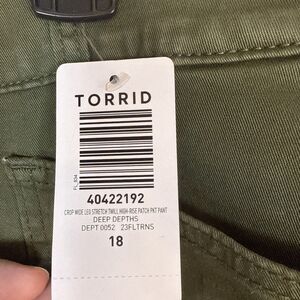 TORRID
40422192
CROP WIDE LEG STRETCH TWILL HIGH-RISE PATCH PKT PANT
DEEP DEPTHS
DEPT 0052 23FLTRNS
18